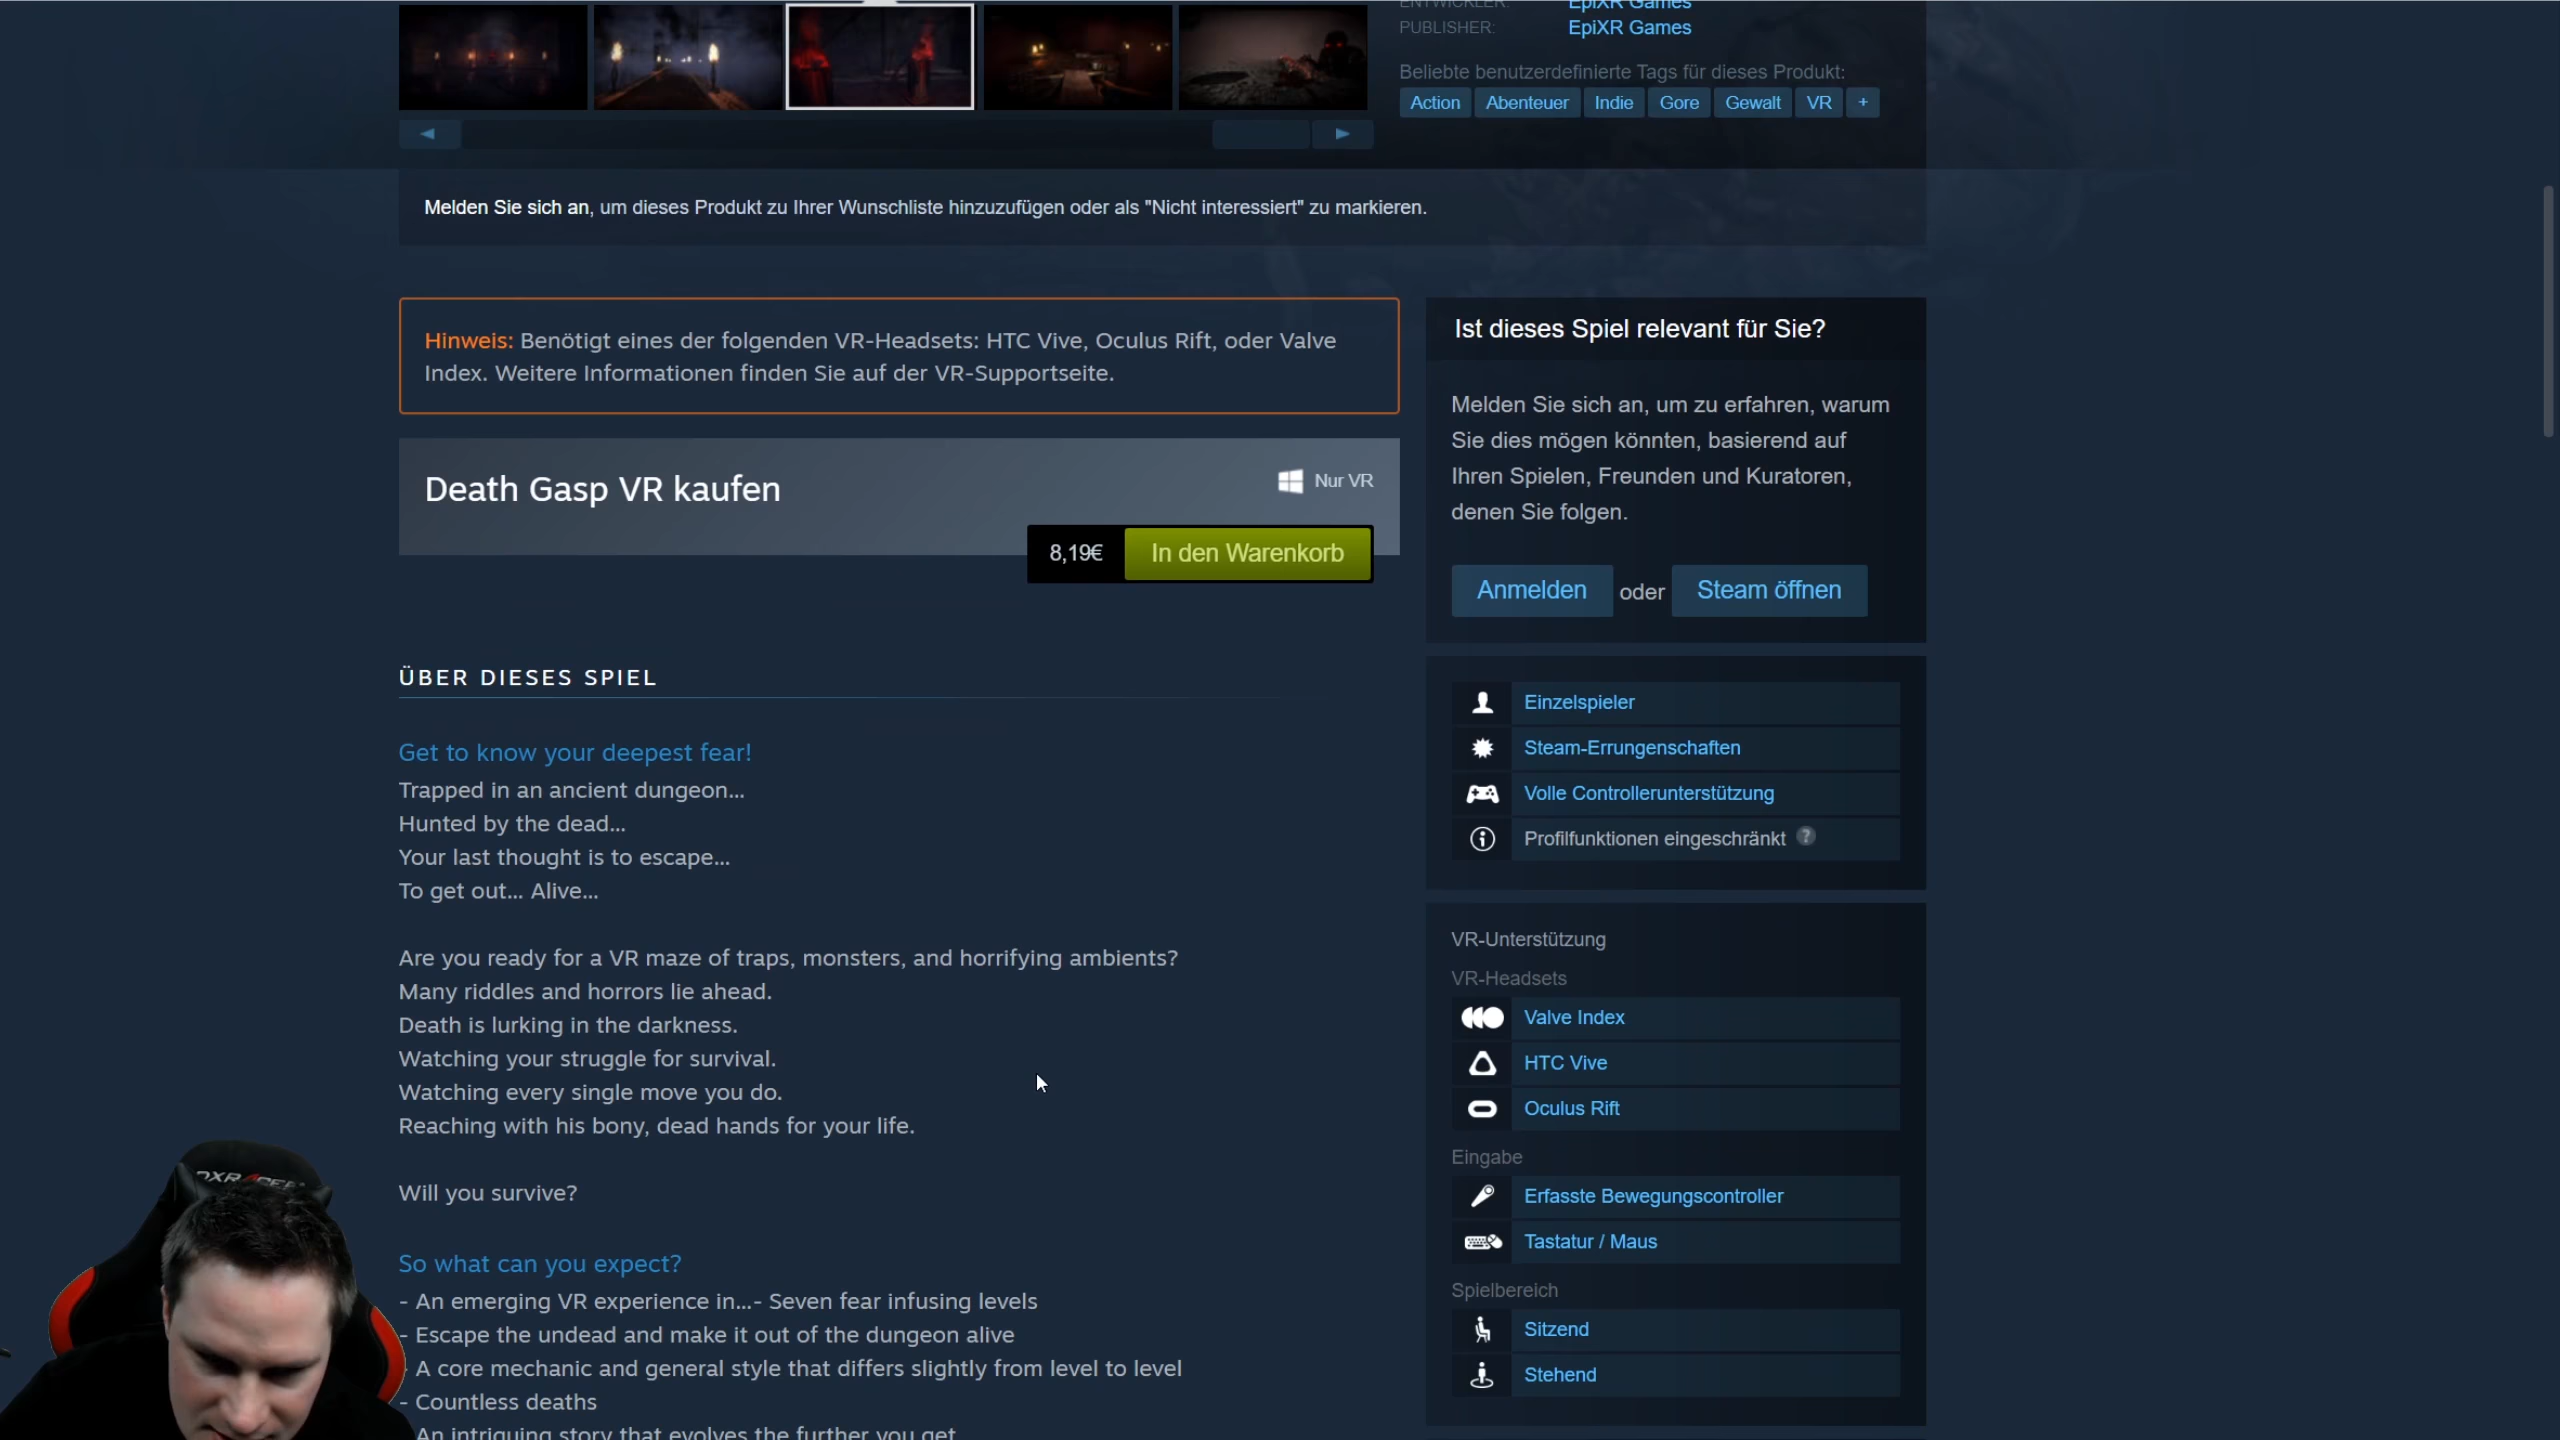 ENTWICKLER: EpiXR Games
PUBLISHER: EpiXR Games
Beliebte benutzerdefinierte Tags für dieses Produkt:
Action Abenteuer Indie Gore Gewalt VR +
Melden Sie sich an, um dieses Produkt zu Ihrer Wunschliste hinzuzufügen oder als "Nicht interessiert" zu markieren.
Hinweis: Benötigt eines der folgenden VR-Headsets: HTC Vive, Oculus Rift, oder Valve
Index. Weitere Informationen finden Sie auf der VR-Supportseite.
Death Gasp VR kaufen
Nur VR
8,19€ In den Warenkorb
ÜBER DIESES SPIEL
Get to know your deepest fear!
Trapped in an ancient dungeon...
Hunted by the dead...
Your last thought is to escape...
To get out... Alive...
Are you ready for a VR maze of traps, monsters, and horrifying ambients?
Many riddles and horrors lie ahead.
Death is lurking in the darkness.
Watching your struggle for survival.
Watching every single move you do.
Reaching with his bony, dead hands for your life.
Will you survive?
So what can you expect?
- An emerging VR experience in...- Seven fear infusing levels
- Escape the undead and make it out of the dungeon alive
- A core mechanic and general style that differs slightly from level to level
- Countless deaths
An intriguing story that evolves the further you get
Ist dieses Spiel relevant für Sie?
Melden Sie sich an, um zu erfahren, warum
Sie dies mögen könnten, basierend auf
Ihren Spielen, Freunden und Kuratoren,
denen Sie folgen.
Anmelden oder Steam öffnen
Einzelspieler
Steam-Errungenschaften
Volle Controllerunterstützung
Profilfunktionen eingeschränkt ?
VR-Unterstützung
VR-Headsets
Valve Index
HTC Vive
Oculus Rift
Eingabe
Erfasste Bewegungscontroller
Tastatur / Maus
Spielbereich
Sitzend
Stehend